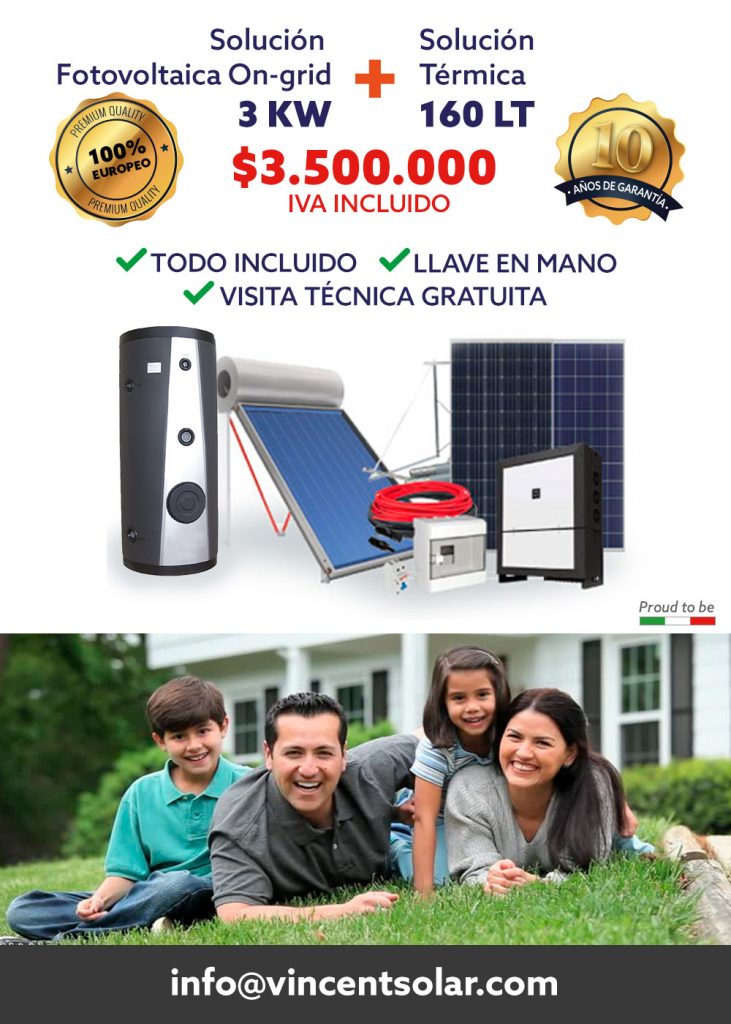 Solución
Fotovoltaica On-grid
3 KW
+
Solución
Térmica
160 LT
PREMIUM QUALITY
100%
EUROPEO
PREMIUM QUALITY
$3.500.000
IVA INCLUIDO
10
AÑOS DE GARANTÍA
TODO INCLUIDO
LLAVE EN MANO
VISITA TÉCNICA GRATUITA
Proud to be
info@vincentsolar.com